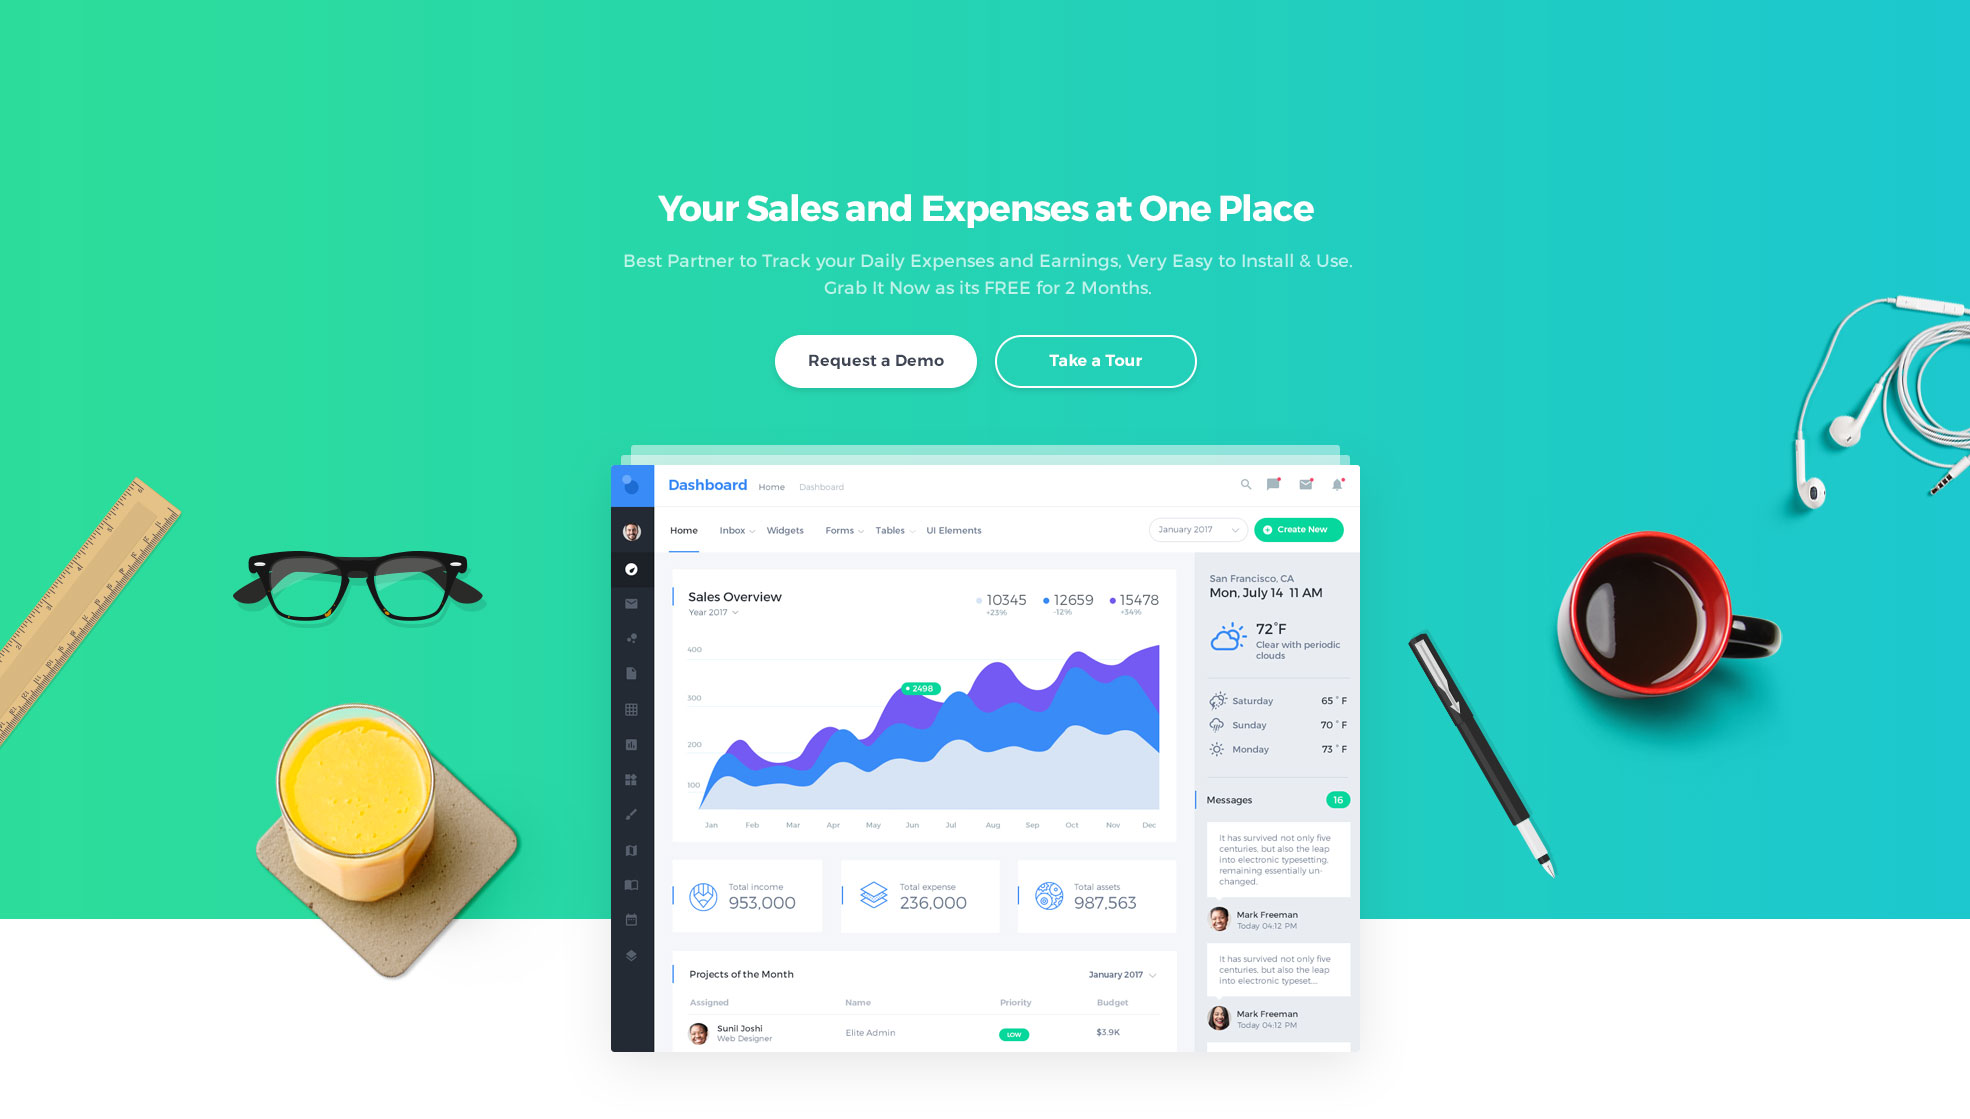 Your Sales and Expenses at One Place
Best Partner to Track your Daily Expenses and Earnings, Very Easy to Install & Use.
Grab It Now as its FREE for 2 Months.
Request a Demo
Take a Tour
Dashboard
Home
Dashboard
Home
Inbox
Widgets
Forms
Tables
UI Elements
January 2017
Create New
Sales Overview
Year 2017
10345
+23%
12659
-12%
15478
+34%
400
300
200
100
2498
Jan
Feb
Mar
Apr
May
Jun
Jul
Aug
Sep
Oct
Nov
Dec
Total income
953,000
Total expense
236,000
Total assets
987,563
Projects of the Month
January 2017
Assigned
Name
Priority
Budget
Sunil Joshi
Web Designer
Elite Admin
LOW
$3.9K
San Francisco, CA
Mon, July 14 11 AM
72°F
Clear with periodic
clouds
Saturday
65 ° F
Sunday
70 ° F
Monday
73 ° F
Messages
16
It has survived not only five
centuries, but also the leap
into electronic typesetting,
remaining essentially un-
changed.
Mark Freeman
Today 04:12 PM
It has survived not only five
centuries, but also the leap
into electronic typeset....
Mark Freeman
Today 04:12 PM